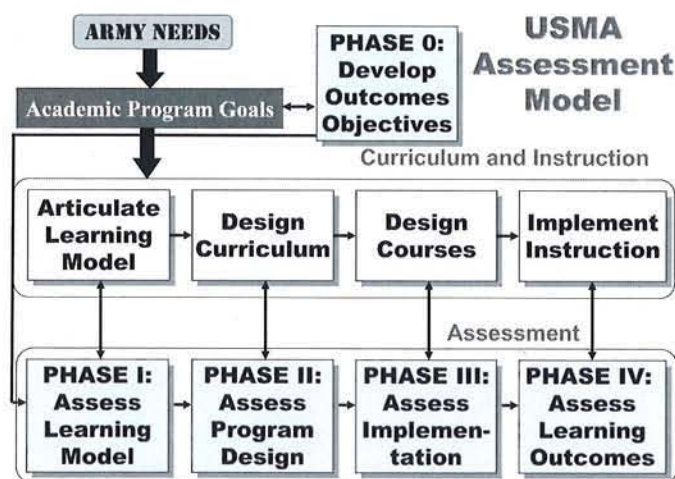 ARMY NEEDS
Academic Program Goals
PHASE 0:
Develop
Outcomes
Objectives
USMA
Assessment
Model
Curriculum and Instruction
Articulate
Learning
Model
Design
Curriculum
Design
Courses
Implement
Instruction
Assessment
PHASE I:
Assess
Learning
Model
PHASE II:
Assess
Program
Design
PHASE III:
Assess
Implemen-
tation
PHASE IV:
Assess
Learning
Outcomes